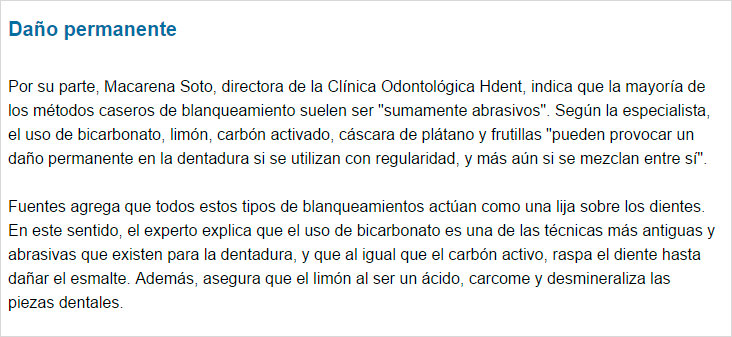 Daño permanente
Por su parte, Macarena Soto, directora de la Clínica Odontológica Hdent, indica que la mayoría de
los métodos caseros de blanqueamiento suelen ser "sumamente abrasivos". Según la especialista,
el uso de bicarbonato, limón, carbón activado, cáscara de plátano y frutillas "pueden provocar un
daño permanente en la dentadura si se utilizan con regularidad, y más aún si se mezclan entre sí".
Fuentes agrega que todos estos tipos de blanqueamientos actúan como una lija sobre los dientes.
En este sentido, el experto explica que el uso de bicarbonato es una de las técnicas más antiguas y
abrasivas que existen para la dentadura, y que al igual que el carbón activo, raspa el diente hasta
dañar el esmalte. Además, asegura que el limón al ser un ácido, carcome y desmineraliza las
piezas dentales.